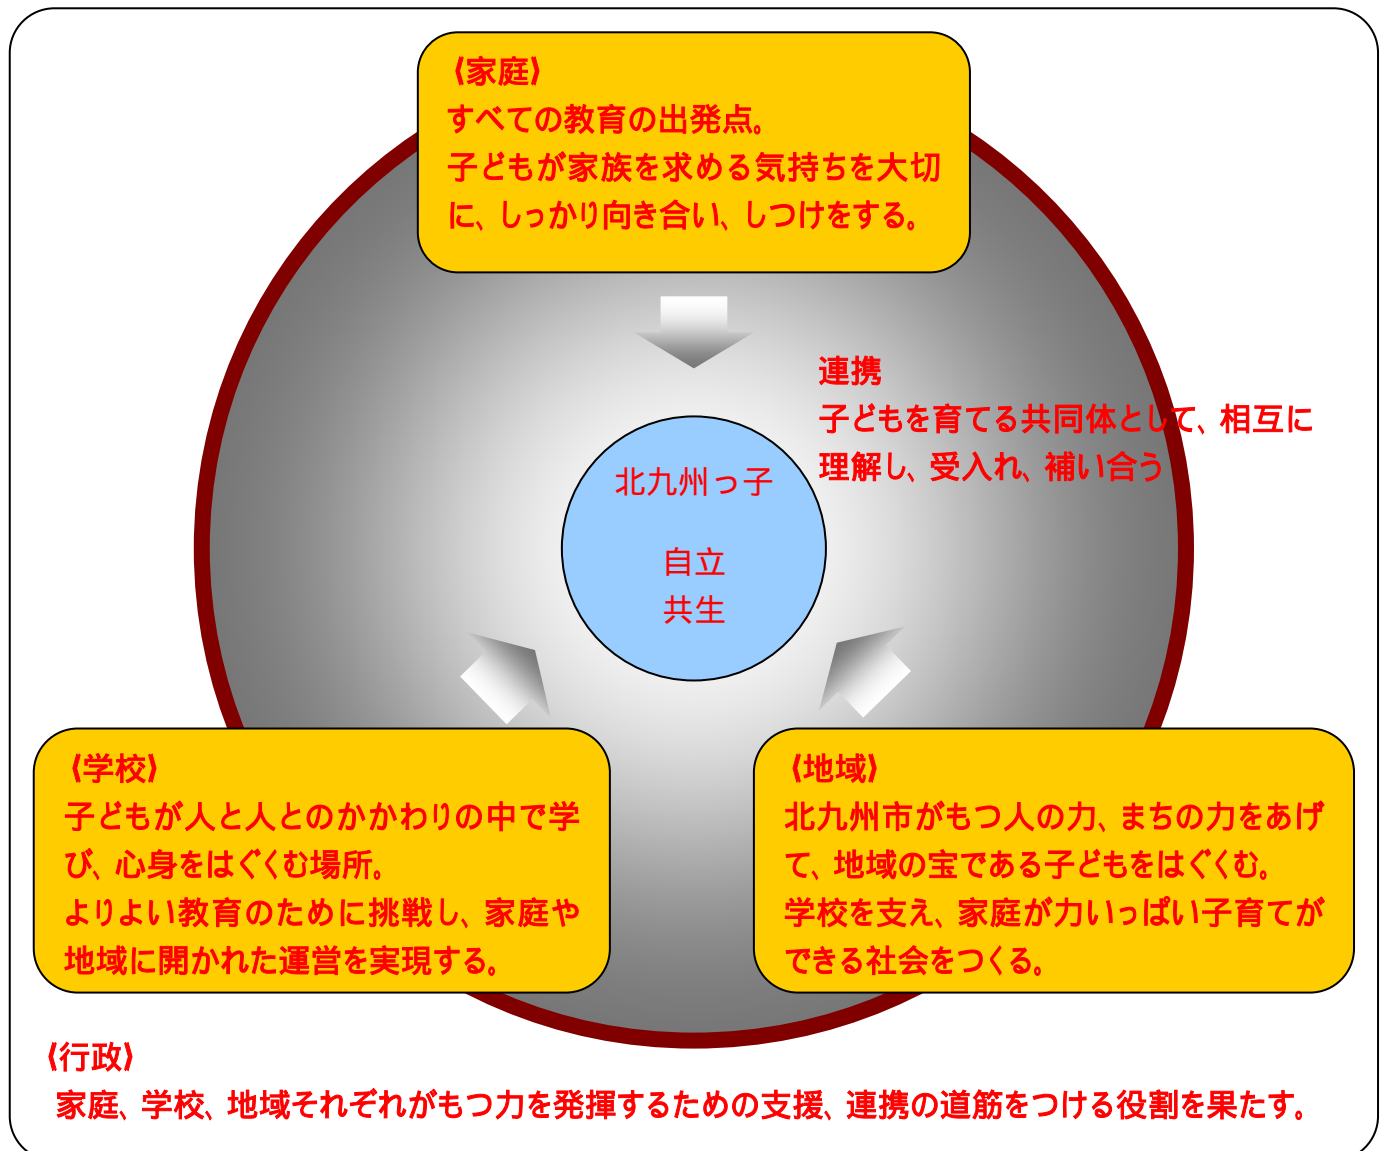 《家庭》
すべての教育の出発点。
子どもが家族を求める気持ちを大切
に、しっかり向き合い、しつけをする。
連携
子どもを育てる共同体として、相互に
理解し、受入れ、補い合う
北九州っ子
自立
共生
《学校》
子どもが人と人とのかかわりの中で学
び、心身をはぐくむ場所。
よりよい教育のために挑戦し、家庭や
地域に開かれた運営を実現する。
《地域》
北九州市がもつ人の力、まちの力をあげ
て、地域の宝である子どもをはぐくむ。
学校を支え、家庭が力いっぱい子育てが
できる社会をつくる。
《行政》
家庭、学校、地域それぞれがもつ力を発揮するための支援、連携の道筋をつける役割を果たす。